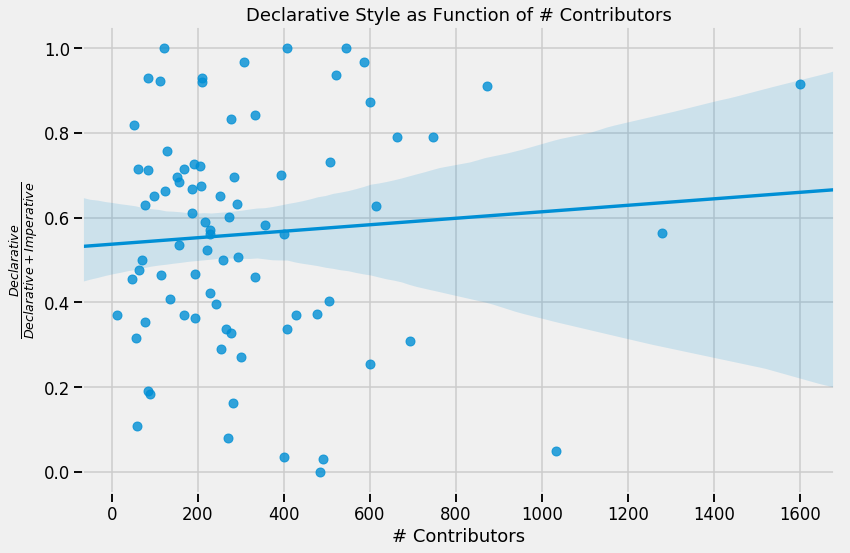 Declarative Style as Function of # Contributors
1.0
0.8
0.6
0.4
0.2
0.0
Declarative
Declarative + Imperative
0 200 400 600 800 1000 1200 1400 1600
# Contributors